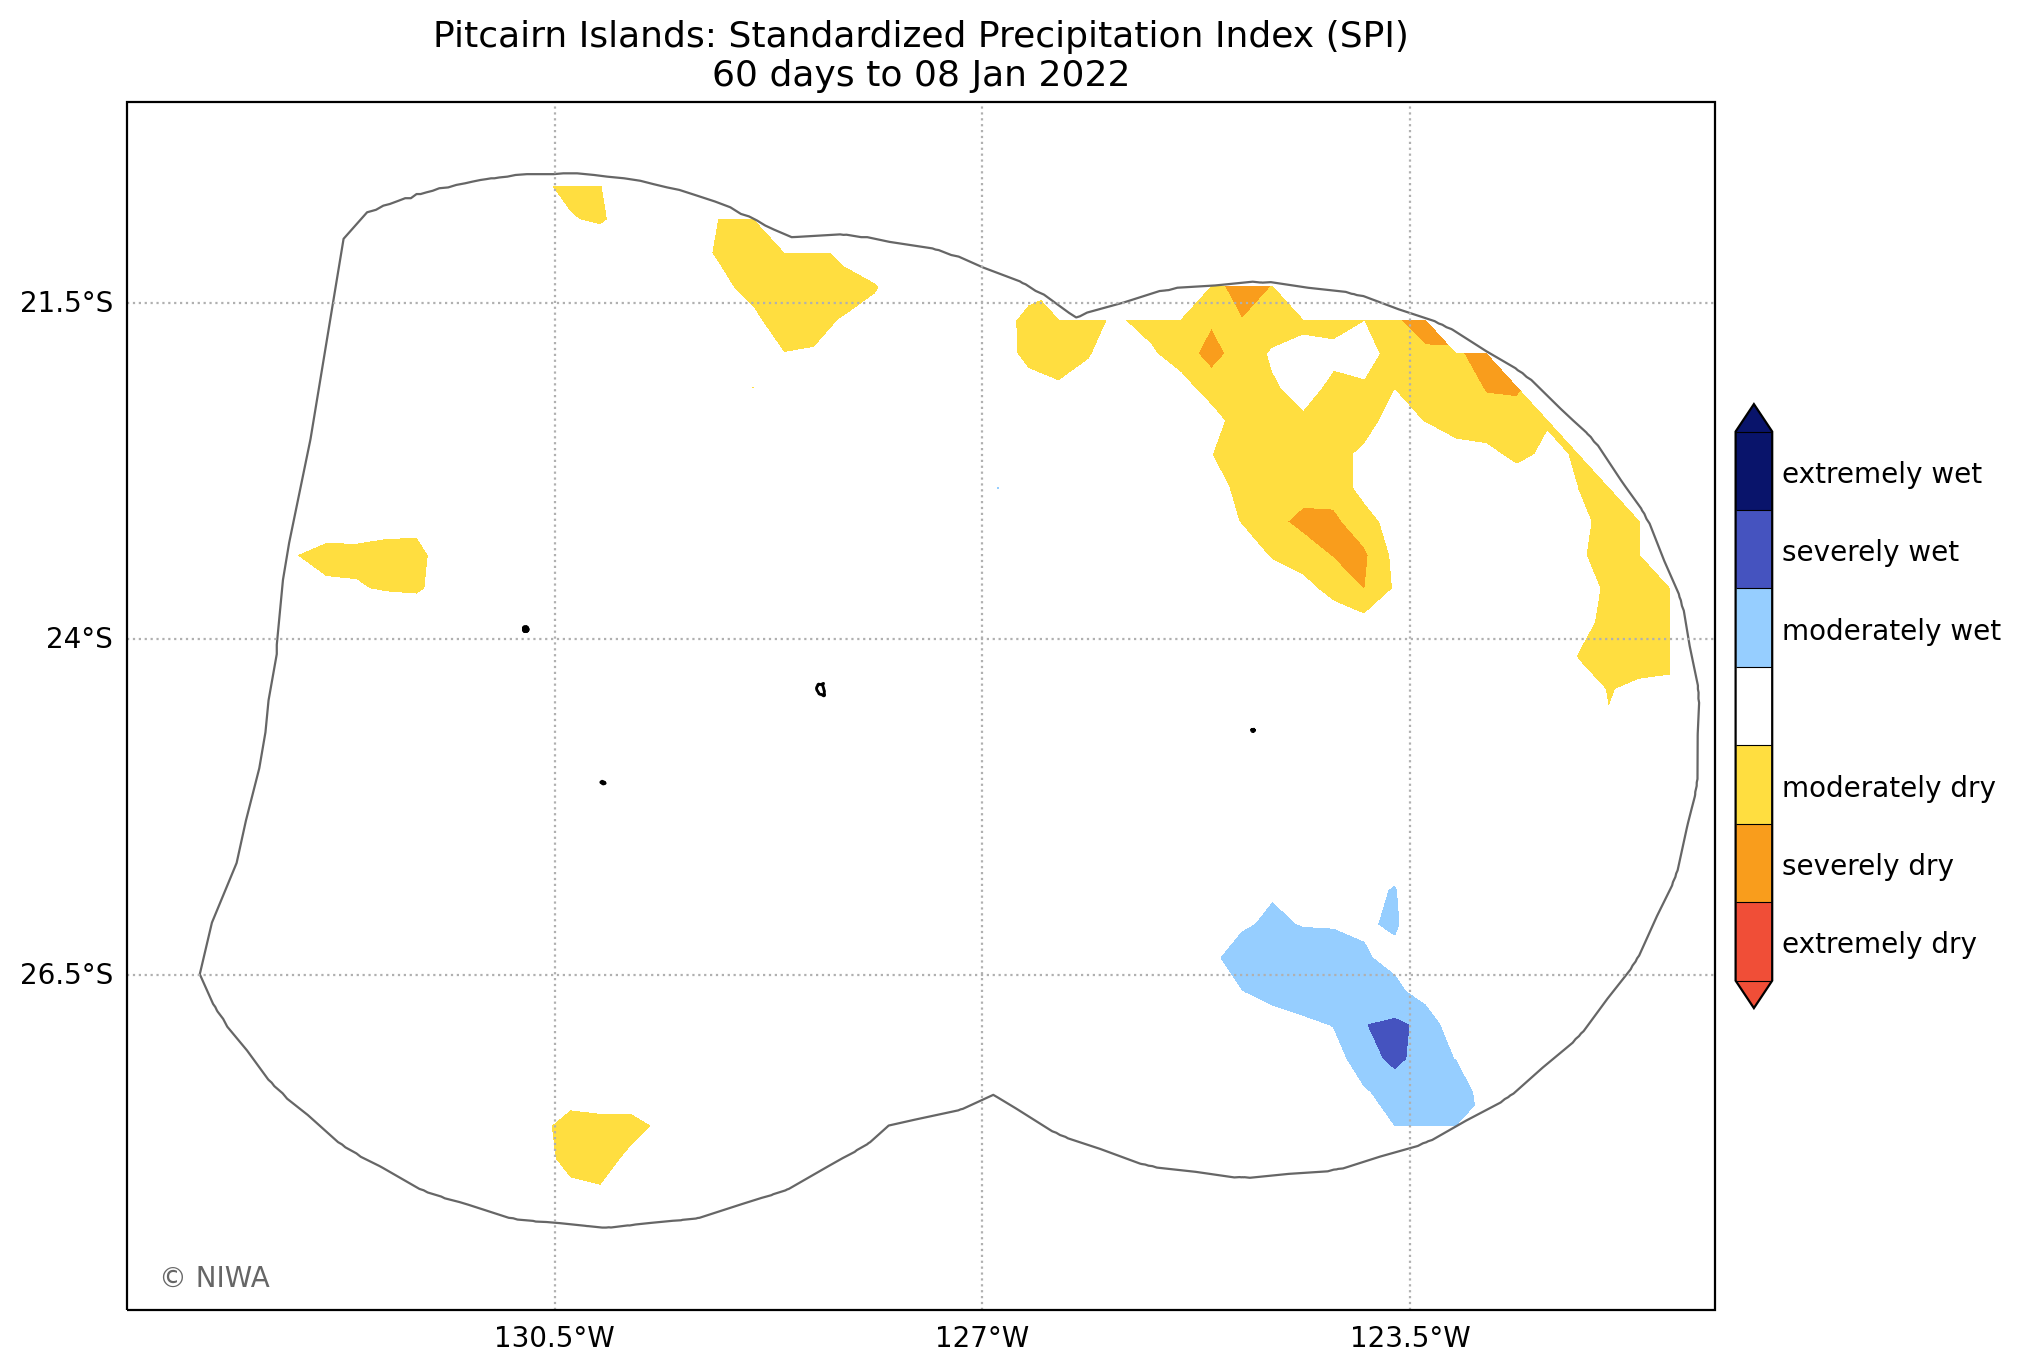 Pitcairn Islands: Standardized Precipitation Index (SPI)
60 days to 08 Jan 2022
21.5°S
24°S
26.5°S
130.5°W
127°W
123.5°W
extremely wet
severely wet
moderately wet
moderately dry
severely dry
extremely dry
© NIWA